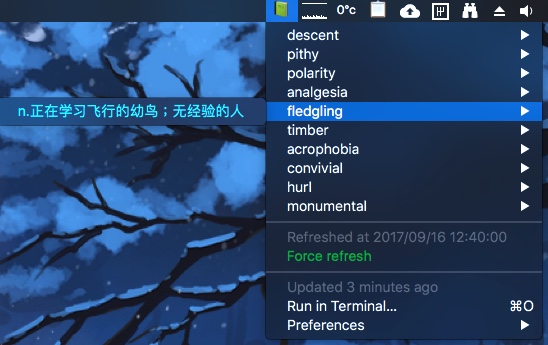 0°c
descent
pithy
polarity
analgesia
n.正在学习飞行的幼鸟；无经验的人
fledgling
timber
acrophobia
convivial
hurl
monumental
Refreshed at 2017/09/16 12:40:00
Force refresh
Updated 3 minutes ago
Run in Terminal... ⌘O
Preferences